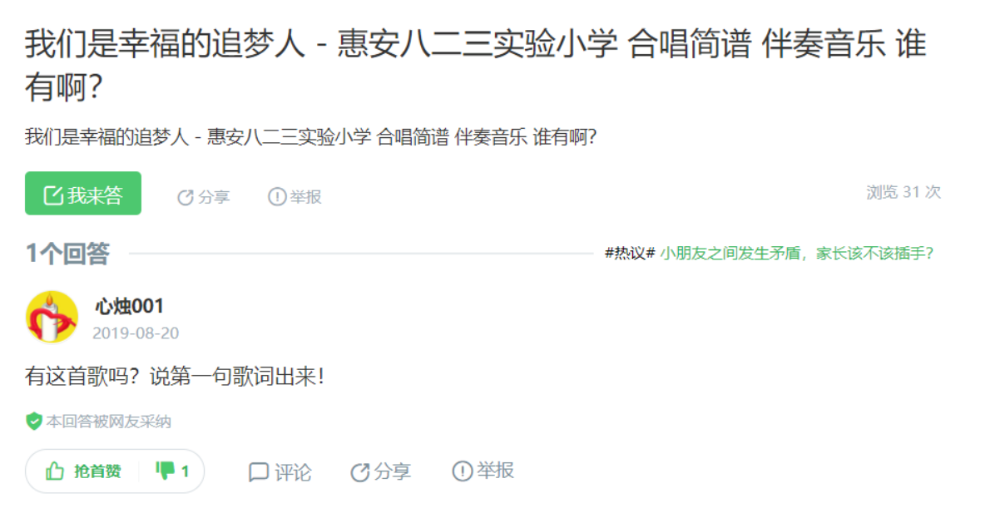 我们是幸福的追梦人 - 惠安八二三实验小学 合唱简谱 伴奏音乐 谁
有啊？
我们是幸福的追梦人 - 惠安八二三实验小学 合唱简谱 伴奏音乐 谁有啊？
我来答 分享 举报 浏览 31 次
1个回答 #热议# 小朋友之间发生矛盾，家长该不该插手？
心烛001
2019-08-20
有这首歌吗？说第一句歌词出来！
本回答被网友采纳
抢首赞 1 评论 分享 举报